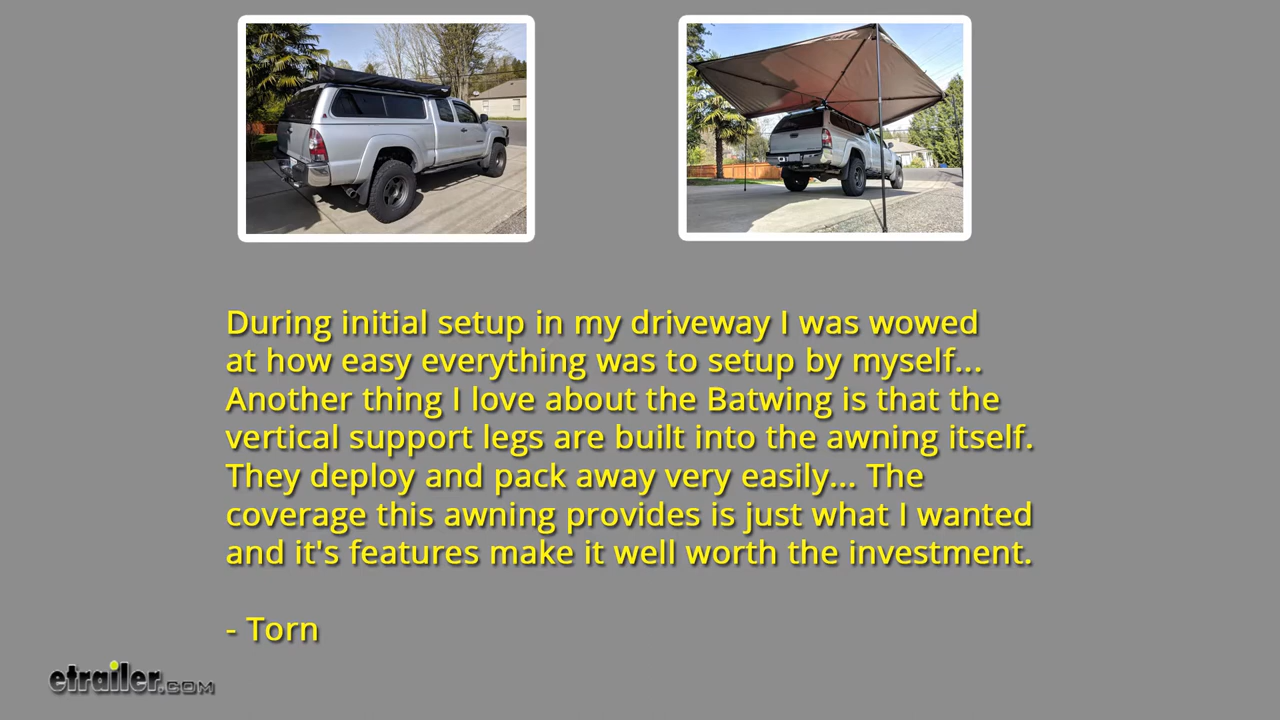 During initial setup in my driveway I was wowed
at how easy everything was to setup by myself...
Another thing I love about the Batwing is that the
vertical support legs are built into the awning itself.
They deploy and pack away very easily... The
coverage this awning provides is just what I wanted
and it's features make it well worth the investment.
- Torn
etrailer.com